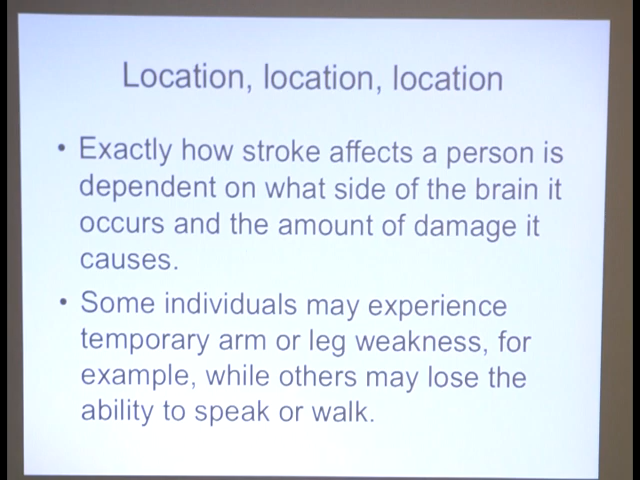 Location, location, location
• Exactly how stroke affects a person is
dependent on what side of the brain it
occurs and the amount of damage it
causes.
• Some individuals may experience
temporary arm or leg weakness, for
example, while others may lose the
ability to speak or walk.